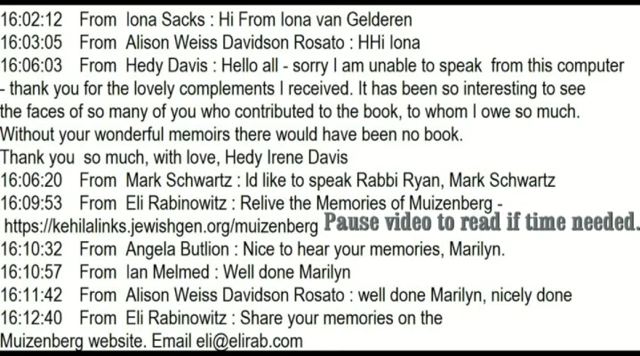 16:02:12 From Iona Sacks : Hi From Iona van Gelderen
16:03:05 From Alison Weiss Davidson Rosato : HHi Iona
16:06:03 From Hedy Davis : Hello all - sorry I am unable to speak from this computer
- thank you for the lovely complements I received. It has been so interesting to see
the faces of so many of you who contributed to the book, to whom I owe so much.
Without your wonderful memoirs there would have been no book.
Thank you so much, with love, Hedy Irene Davis
16:06:20 From Mark Schwartz : Id like to speak Rabbi Ryan, Mark Schwartz
16:09:53 From Eli Rabinowitz : Relive the Memories of Muizenberg -
https://kehilalinks.jewishgen.org/muizenberg Pause video to read if time needed.
16:10:32 From Angela Butlion : Nice to hear your memories, Marilyn.
16:10:57 From Ian Melmed : Well done Marilyn
16:11:42 From Alison Weiss Davidson Rosato : well done Marilyn, nicely done
16:12:40 From Eli Rabinowitz : Share your memories on the
Muizenberg website. Email eli@elirab.com